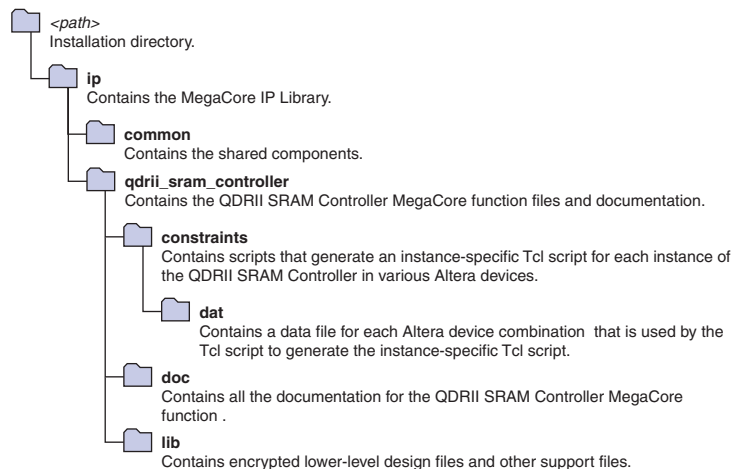 <path>
Installation directory.
ip
Contains the MegaCore IP Library.
common
Contains the shared components.
qdrii_sram_controller
Contains the QDRII SRAM Controller MegaCore function files and documentation.
constraints
Contains scripts that generate an instance-specific Tcl script for each instance of
the QDRII SRAM Controller in various Altera devices.
dat
Contains a data file for each Altera device combination that is used by the
Tcl script to generate the instance-specific Tcl script.
doc
Contains all the documentation for the QDRII SRAM Controller MegaCore
function .
lib
Contains encrypted lower-level design files and other support files.